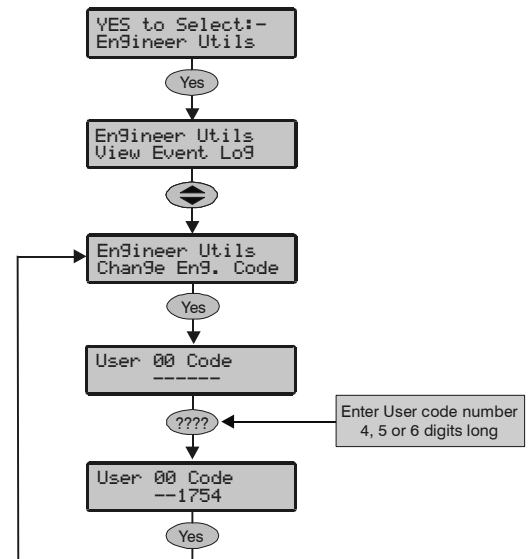 YES to Select:-
Engineer Utils
Yes
Engineer Utils
View Event Log
Engineer Utils
Change Eng. Code
Yes
User 00 Code
------
????
Enter User code number
4, 5 or 6 digits long
User 00 Code
--1754
Yes